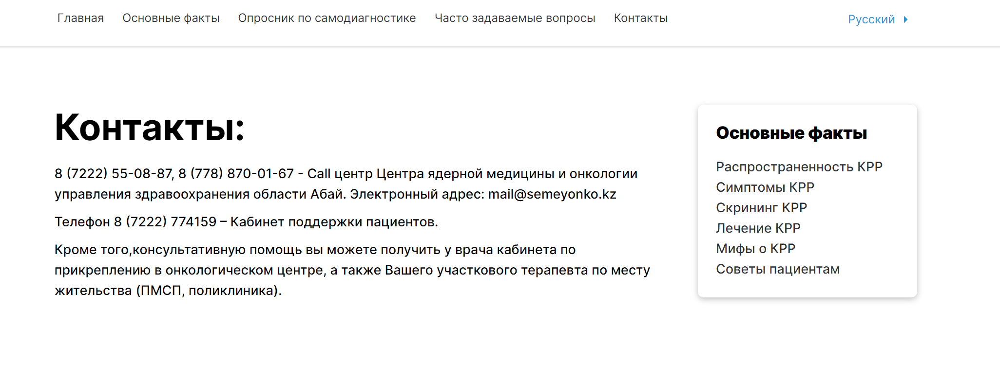 Главная Основные факты Опросник по самодиагностике Часто задаваемые вопросы Контакты Русский
Контакты:
8 (7222) 55-08-87, 8 (778) 870-01-67 - Call центр Центра ядерной медицины и онкологии
управления здравоохранения области Абай. Электронный адрес: mail@semeyonko.kz
Телефон 8 (7222) 774159 – Кабинет поддержки пациентов.
Кроме того,консультативную помощь вы можете получить у врача кабинета по
прикреплению в онкологическом центре, а также Вашего участкового терапевта по месту
жительства (ПМСП, поликлиника).
Основные факты
Распространенность КРР
Симптомы КРР
Скрининг КРР
Лечение КРР
Мифы о КРР
Советы пациентам